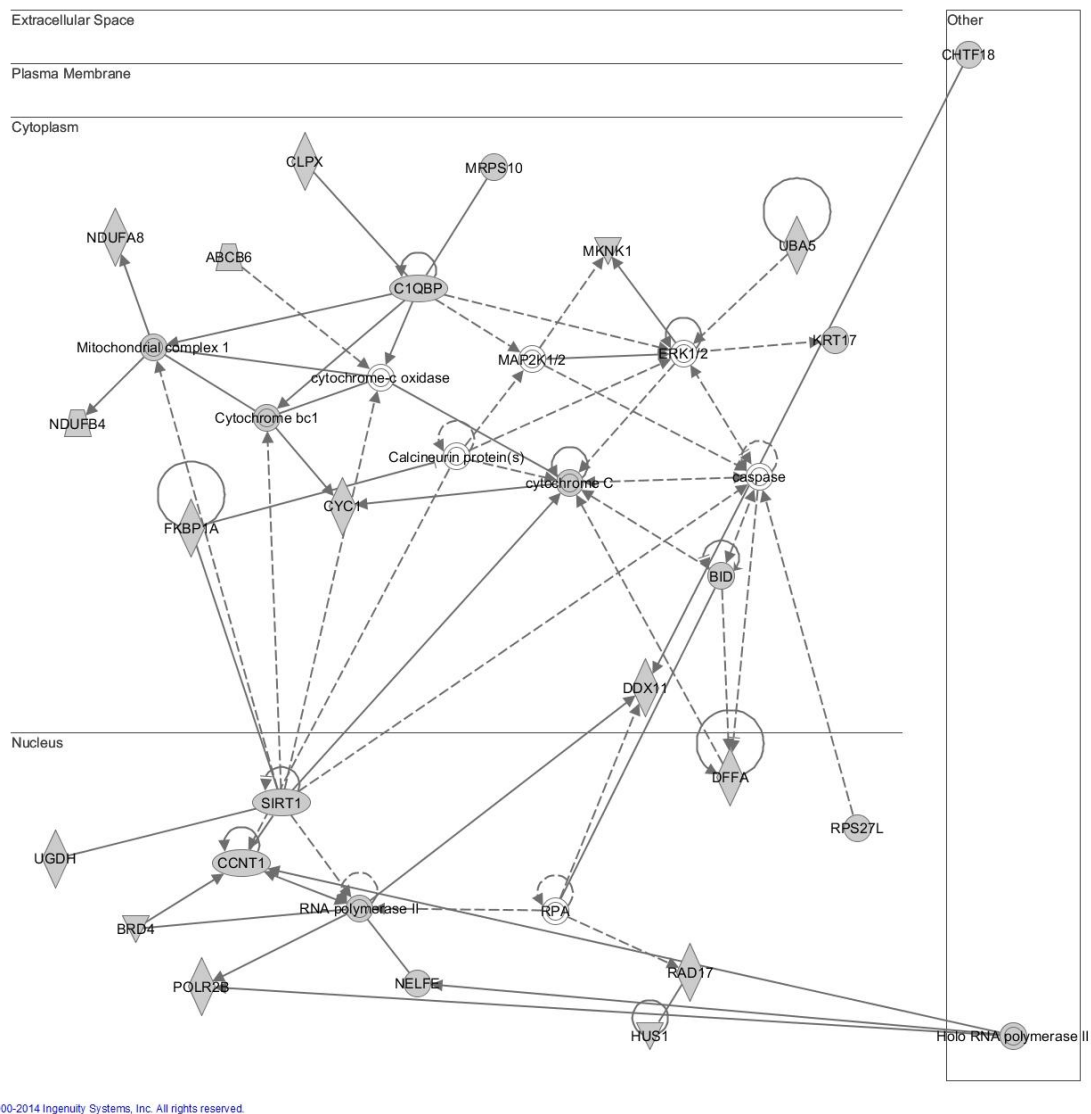 Extracellular Space
Other
CHTF18
Plasma Membrane
Cytoplasm
CLPX
MRPS10
NDUFA8
ABCB6
MKNK1
UBA5
C1QBP
KRT17
Mitochondrial complex 1
MAP2K1/2
ERK1/2
cytochrome-c oxidase
NDUFB4
Cytochrome bc1
Calcineurin protein(s)
caspase
cytochrome C
CYC1
FKBP1A
BID
DDX11
Nucleus
DFFA
SIRT1
RPS27L
UGDH
CCNT1
RNA polymerase II
RPA
BRD4
RAD17
POLR2B
NELFE
HUS1
Holo RNA polymerase II
00-2014 Ingenuity Systems, Inc. All rights reserved.